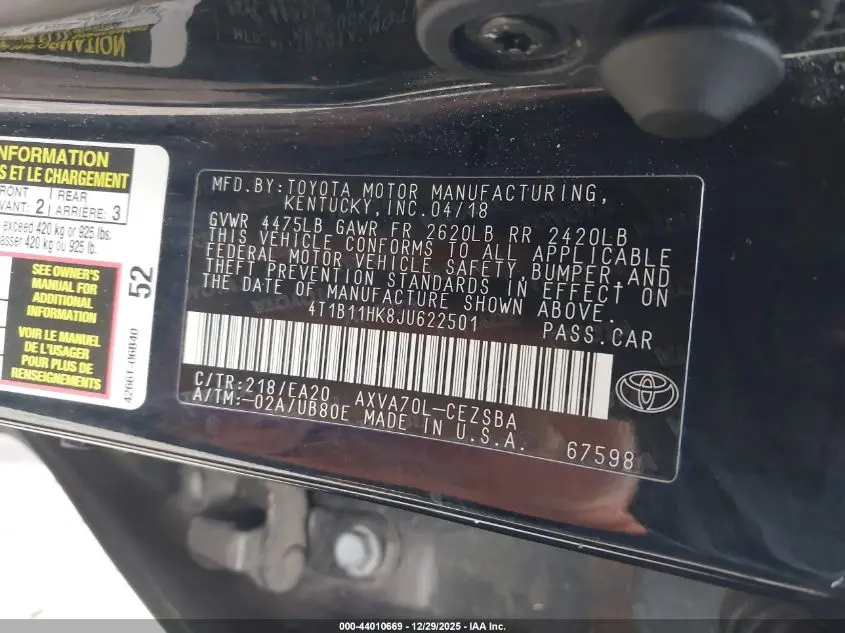 NFORMATION
S ET LE CHARGEMENT
RONT
VANT: 2
REAR
ARRIÈRE: 3
exceed 420 kg or 925 lbs.
asser 420 kg ou 925 lb.
SEE OWNER'S
MANUAL FOR
ADDITIONAL
INFORMATION
VOIR LE MANUEL
DE L'USAGER
POUR PLUS DE
RENSEIGNEMENTS
52
42661-06B40
MFD.BY:TOYOTA MOTOR MANUFACTURING,
KENTUCKY, INC. 04/18
GVWR 4475LB GAWR FR 2620LB RR 2420LB
THIS VEHICLE CONFORMS TO ALL APPLICABLE
FEDERAL MOTOR VEHICLE SAFETY,BUMPER,AND
THEFT PREVENTION STANDARDS IN EFFECT ON
THE DATE OF MANUFACTURE SHOWN ABOVE.
4T1B11HK8JU622501 PASS.CAR
C/TR:218/EA20 AXVA70L-CEZSBA
A/TM:-02A/UB80E MADE IN U.S.A.
67598
000-44010669 - 12/29/2025 - IAA Inc.